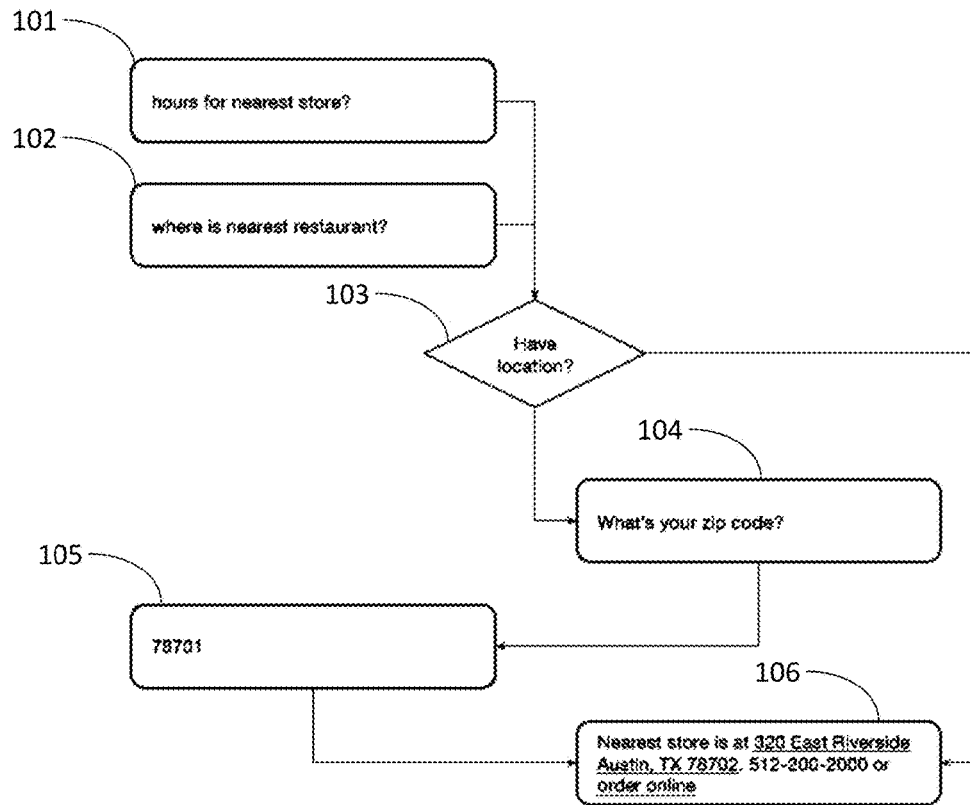 101
hours for nearest store?
102
where is nearest restaurant?
103
Have
location?
104
What's your zip code?
105
78701
106
Nearest store is at 320 East Riverside
Austin, TX 78702. 512-200-2000 or
order online